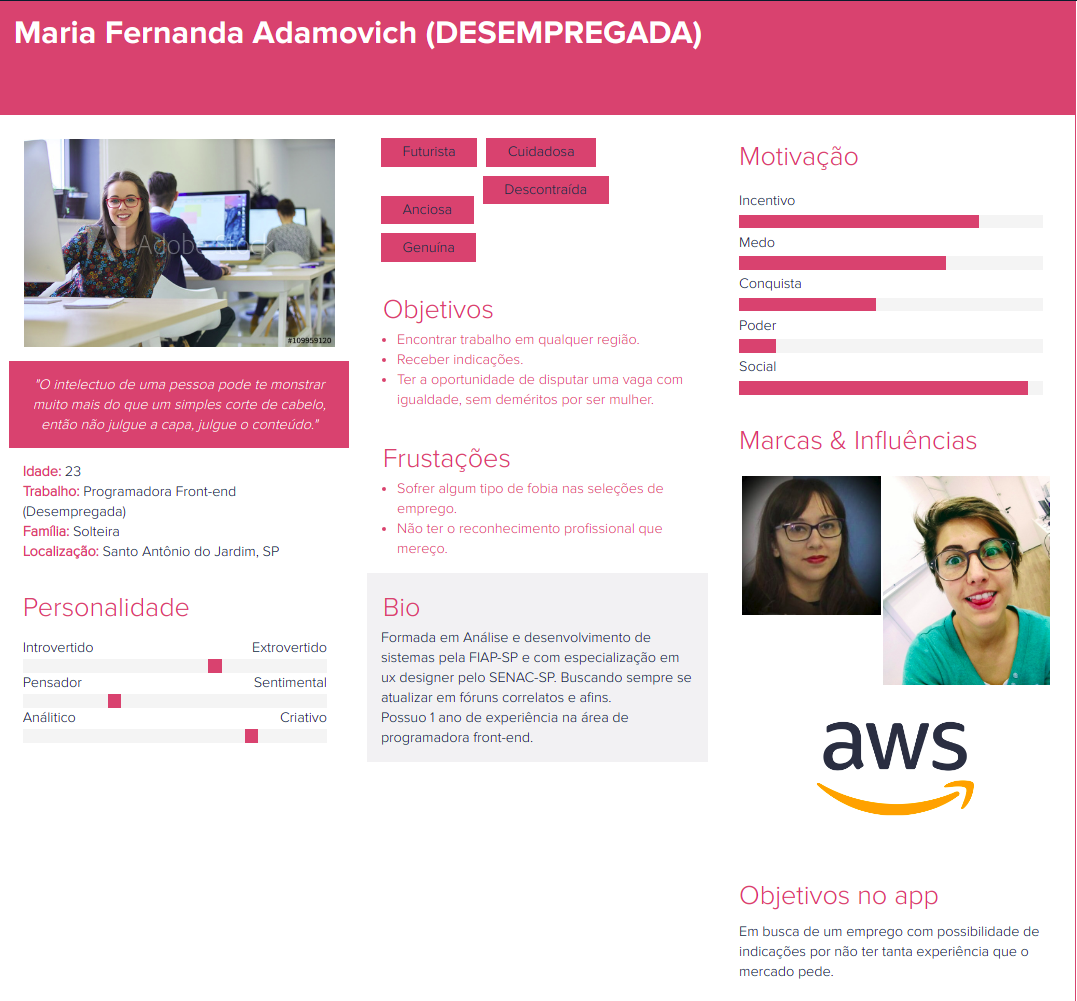 Maria Fernanda Adamovich (DESEMPREGADA)
Adobe Stock
#109959120
"O intelectuo de uma pessoa pode te monstrar
muito mais do que um simples corte de cabelo,
então não julgue a capa, julgue o conteúdo."
Idade: 23
Trabalho: Programadora Front-end
(Desempregada)
Família: Solteira
Localização: Santo Antônio do Jardim, SP
Personalidade
Introvertido Extrovertido
Pensador Sentimental
Análitico Criativo
Futurista Cuidadosa
Descontraída
Anciosa
Genuína
Objetivos
• Encontrar trabalho em qualquer região.
• Receber indicações.
• Ter a oportunidade de disputar uma vaga com
igualdade, sem deméritos por ser mulher.
Frustações
• Sofrer algum tipo de fobia nas seleções de
emprego.
• Não ter o reconhecimento profissional que
mereço.
Bio
Formada em Análise e desenvolvimento de
sistemas pela FIAP-SP e com especialização em
ux designer pelo SENAC-SP. Buscando sempre se
atualizar em fóruns correlatos e afins.
Possuo 1 ano de experiência na área de
programadora front-end.
Motivação
Incentivo
Medo
Conquista
Poder
Social
Marcas & Influências
aws
Objetivos no app
Em busca de um emprego com possibilidade de
indicações por não ter tanta experiência que o
mercado pede.